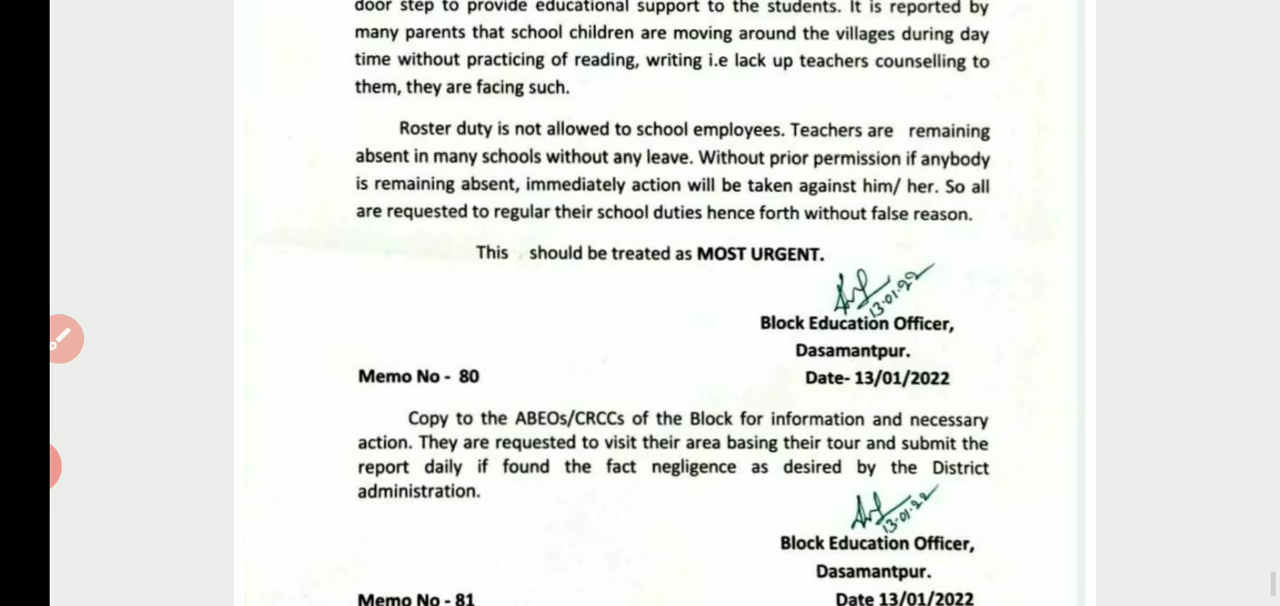 door step to provide educational support to the students. It is reported by
many parents that school children are moving around the villages during day
time without practicing of reading, writing i.e lack up teachers counselling to
them, they are facing such.
Roster duty is not allowed to school employees. Teachers are remaining
absent in many schools without any leave. Without prior permission if anybody
is remaining absent, immediately action will be taken against him/ her. So all
are requested to regular their school duties hence forth without false reason.
This should be treated as MOST URGENT.
13.01.22
Block Education Officer,
Dasamantpur.
Memo No - 80
Date- 13/01/2022
Copy to the ABEOs/CRCCs of the Block for information and necessary
action. They are requested to visit their area basing their tour and submit the
report daily if found the fact negligence as desired by the District
administration.
13.01.22
Block Education Officer,
Dasamantpur.
Memo No - 81
Date 13/01/2022